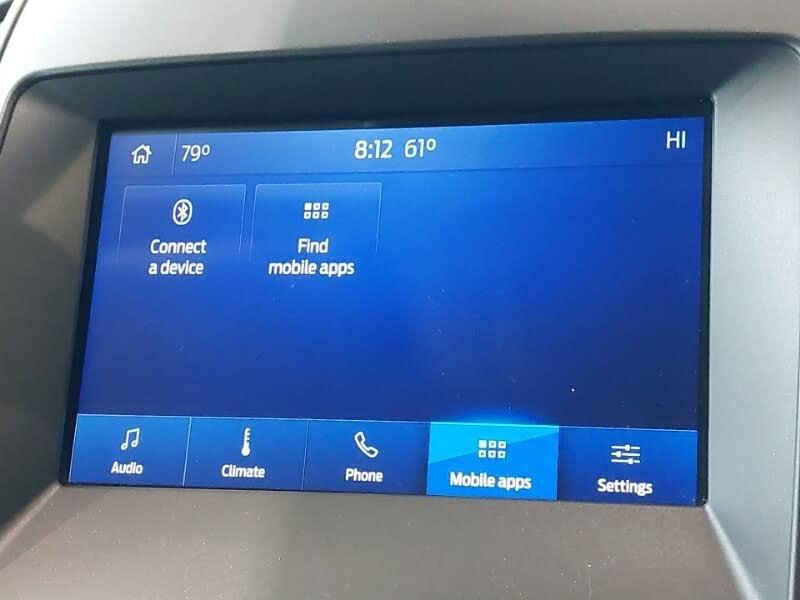 79° 8:12 61° HI
Connect a device
Find mobile apps
Audio Climate Phone Mobile apps Settings